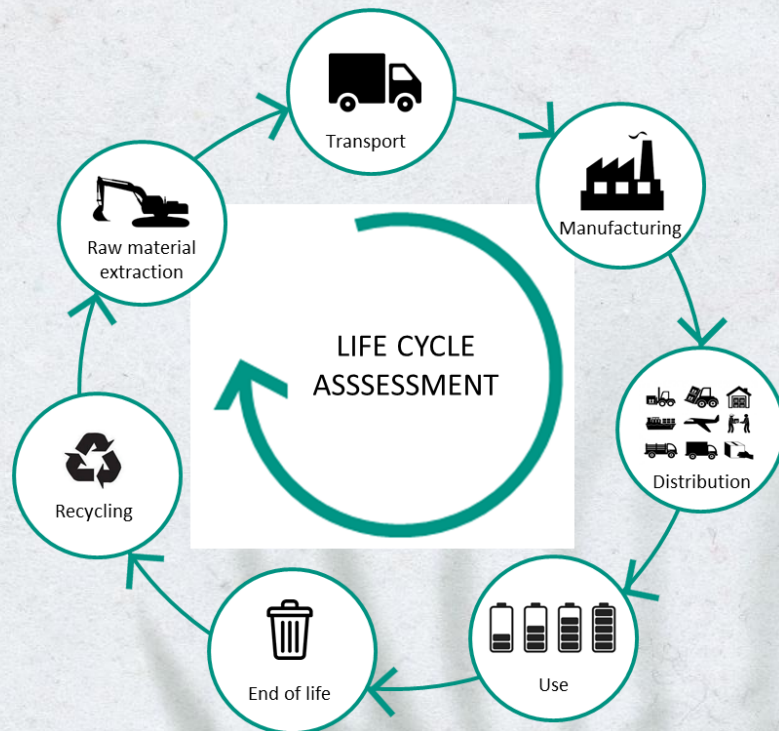 Transport
Manufacturing
Raw material
extraction
LIFE CYCLE
ASSSESSMENT
Distribution
Recycling
Use
End of life